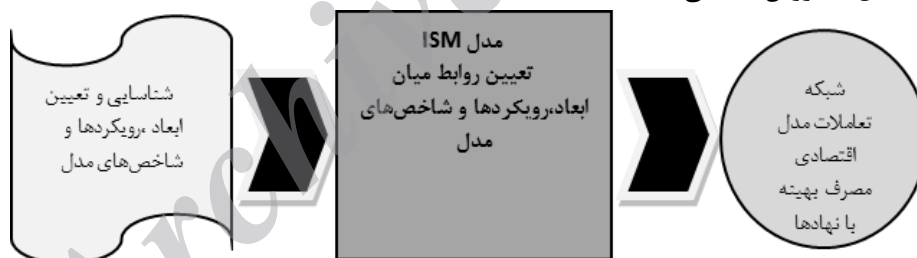 شناسایی و تعیین
ابعاد ،رویکردها و
شاخص‌های مدل
مدل ISM
تعیین روابط میان
ابعاد،رویکردها و شاخص‌های
مدل
شبکه
تعاملات مدل
اقتصادی
مصرف بهینه
با نهادها